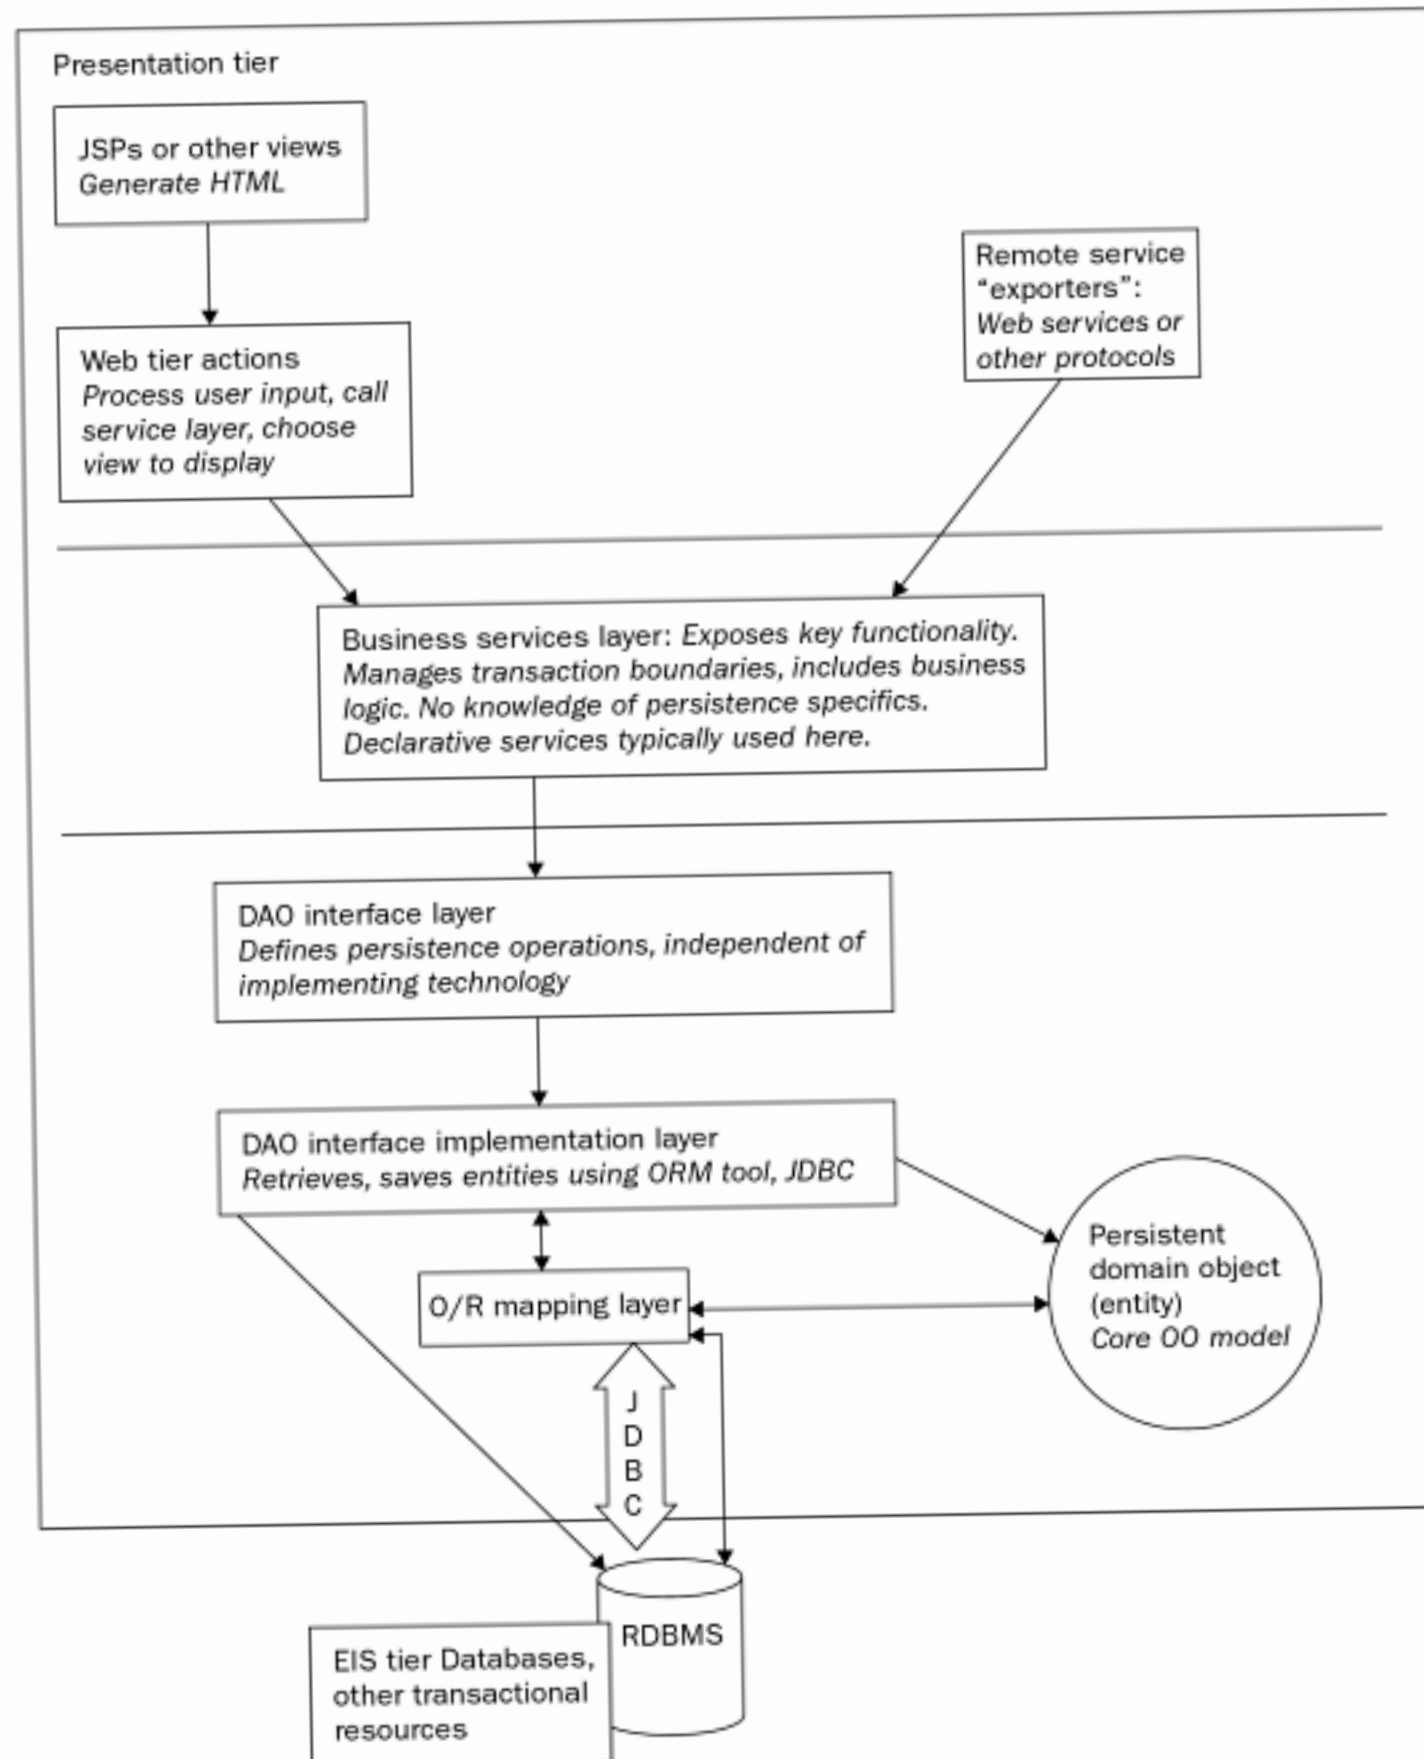 Presentation tier
JSPs or other views
Generate HTML
Remote service
“exporters”:
Web services or
other protocols
Web tier actions
Process user input, call
service layer, choose
view to display
Business services layer: Exposes key functionality.
Manages transaction boundaries, includes business
logic. No knowledge of persistence specifics.
Declarative services typically used here.
DAO interface layer
Defines persistence operations, independent of
implementing technology
DAO interface implementation layer
Retrieves, saves entities using ORM tool, JDBC
Persistent
domain object
(entity)
Core OO model
O/R mapping layer
J
D
B
C
RDBMS
EIS tier Databases,
other transactional
resources